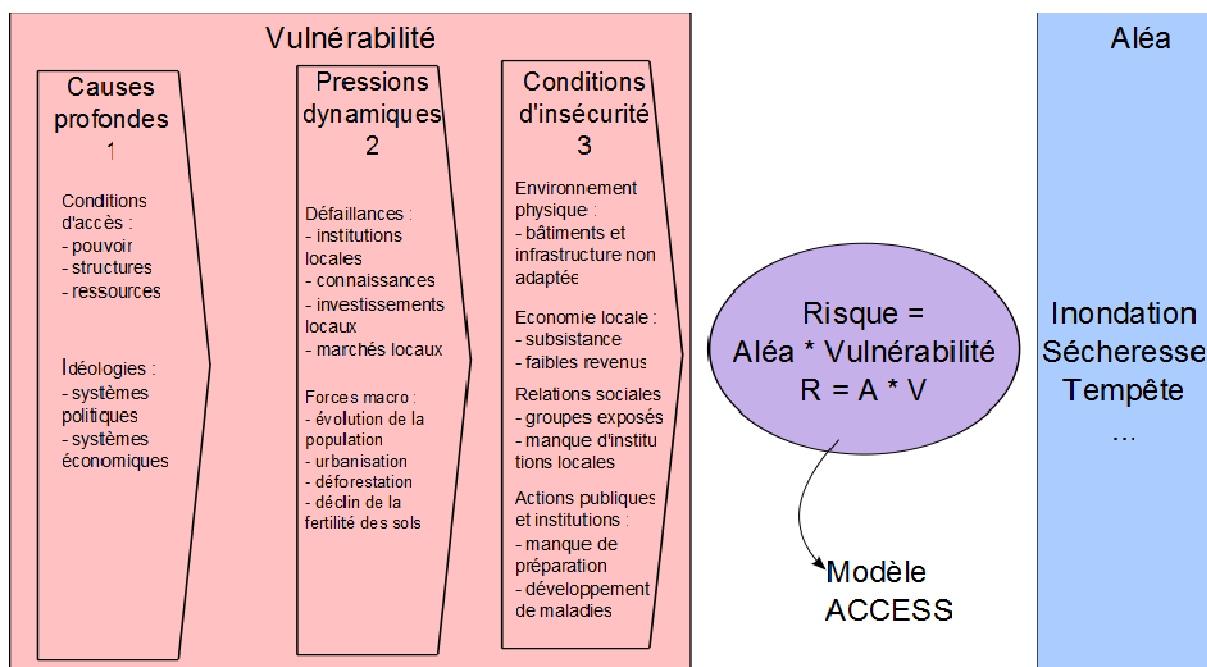 Vulnérabilité
Causes
profondes
1
Conditions
d'accès :
- pouvoir
- structures
- ressources
Idéologies :
- systèmes
politiques
- systèmes
économiques
Pressions
dynamiques
2
Défaillances :
- institutions
locales
- connaissances
- investissements
locaux
- marchés locaux
Forces macro :
- évolution de la
population
- urbanisation
- déforestation
- déclin de la
fertilité des sols
Conditions
d'insécurité
3
Environnement
physique :
- bâtiments et
infrastructure non
adaptée
Economie locale :
- subsistance
- faibles revenus
Relations sociales
- groupes exposés
- manque d'institu
tions locales
Actions publiques
et institutions :
- manque de
préparation
- développement
de maladies
Risque =
Aléa * Vulnérabilité
R = A * V
Modèle
ACCESS
Aléa
Inondation
Sécheresse
Tempête
...